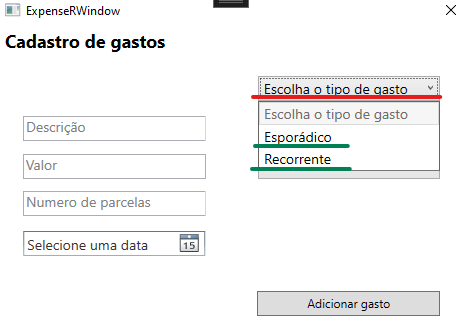 ExpenseRWindow
Cadastro de gastos
Escolha o tipo de gasto
Escolha o tipo de gasto
Esporádico
Recorrente
Descrição
Valor
Numero de parcelas
Selecione uma data
15
Adicionar gasto